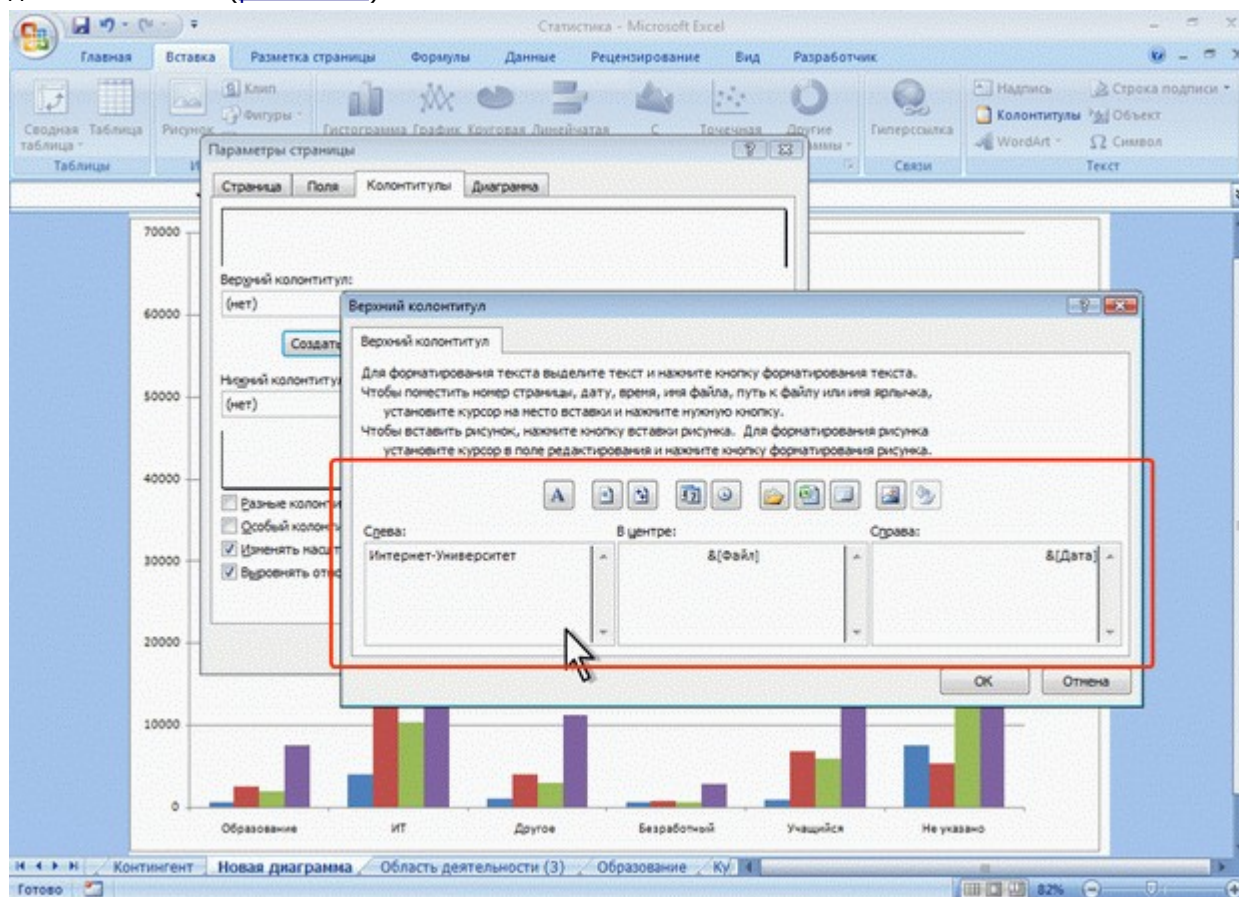 Статистика - Microsoft Excel
Главная Вставка Разметка страницы Формулы Данные Рецензирование Вид Разработчик
Сводная таблица Таблица Рисунок Клип Фигуры Гистограмма График Круговая Линейчатая С Точечная Другие Гиперссылка Надпись Строка подписи
Колонтитулы Объект
WordArt Символ
Таблицы Связи Текст
Параметры страницы
Страница Поля Колонтитулы Диаграмма
Верхний колонтитул:
(нет)
Создать
Нижний колонтиту
(нет)
Разные колонти
Особый колонти
Изменять масшт
Выровнять отно
Верхний колонтитул
Верхний колонтитул
Для форматирования текста выделите текст и нажмите кнопку форматирования текста.
Чтобы поместить номер страницы, дату, время, имя файла, путь к файлу или имя ярлычка,
установите курсор на место вставки и нажмите нужную кнопку.
Чтобы вставить рисунок, нажмите кнопку вставки рисунка. Для форматирования рисунка
установите курсор в поле редактирования и нажмите кнопку форматирования рисунка.
Слева: В центре: Справа:
Интернет-Университет &[Файл] &[Дата]
OK Отмена
70000
60000
50000
40000
30000
20000
10000
0
Образование ИТ Другое Безработный Учащийся Не указано
Контингент Новая диаграмма Область деятельности (3) Образование Ку
Готово 82%